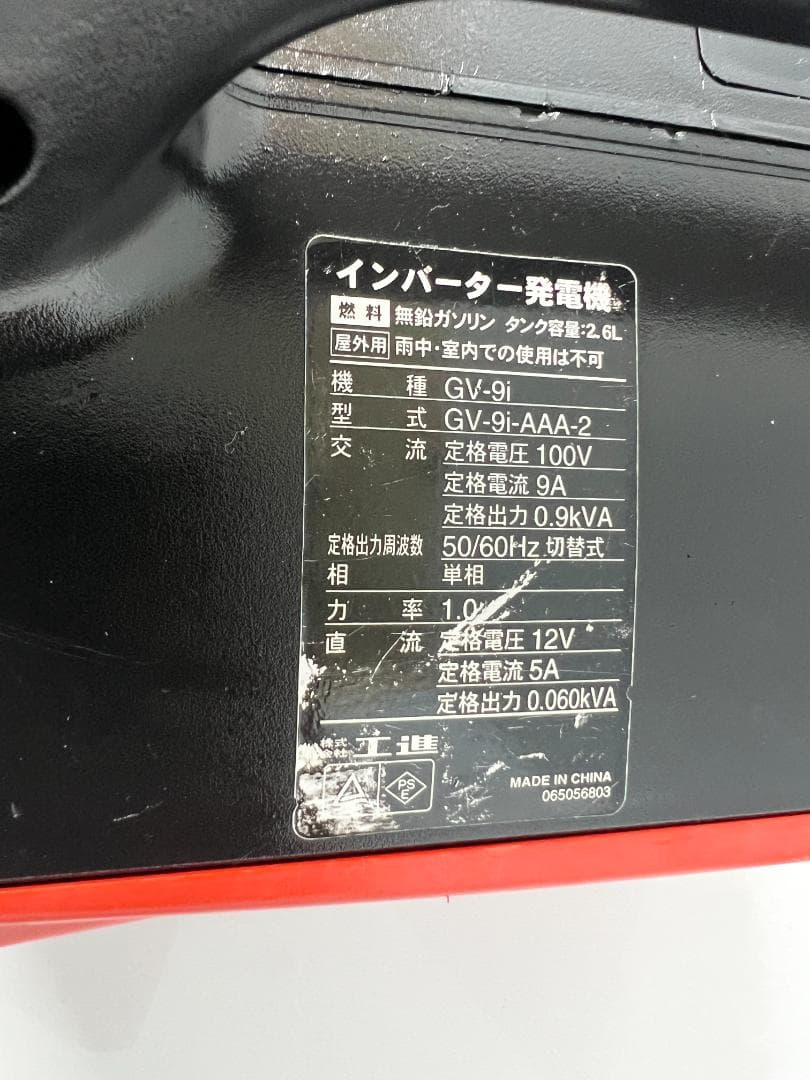 インバーター発電機
燃料 無鉛ガソリン タンク容量:2.6L
屋外用 雨中・室内での使用は不可
機種 GV-9i
型式 GV-9i-AAA-2
交流 定格電圧 100V
定格電流 9A
定格出力 0.9kVA
定格出力周波数 50/60Hz 切替式
相 単相
力率 1.0
直流 定格電圧 12V
定格電流 5A
定格出力 0.060kVA
株式会社 工進
PS E
MADE IN CHINA
065056803